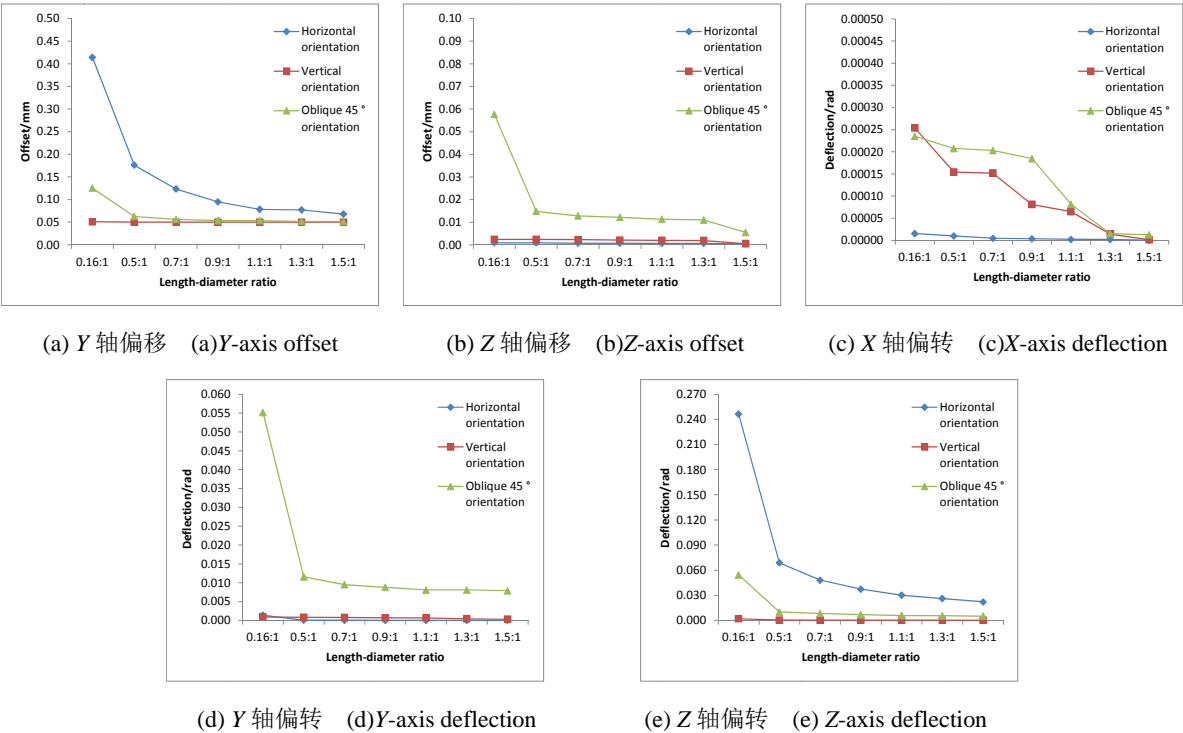 0.50
0.45
0.40
0.35
0.30
0.25
0.20
0.15
0.10
0.05
0.00
Offset/mm
0.16:1 0.5:1 0.7:1 0.9:1 1.1:1 1.3:1 1.5:1
Length-diameter ratio
Horizontal
orientation
Vertical
orientation
Oblique 45 °
orientation
(a) Y 轴偏移 (a)Y-axis offset
0.10
0.09
0.08
0.07
0.06
0.05
0.04
0.03
0.02
0.01
0.00
Offset/mm
0.16:1 0.5:1 0.7:1 0.9:1 1.1:1 1.3:1 1.5:1
Length-diameter ratio
Horizontal
orientation
Vertical
orientation
Oblique 45 °
orientation
(b) Z 轴偏移 (b)Z-axis offset
0.00050
0.00045
0.00040
0.00035
0.00030
0.00025
0.00020
0.00015
0.00010
0.00005
0.00000
Deflection/rad
0.16:1 0.5:1 0.7:1 0.9:1 1.1:1 1.3:1 1.5:1
Length-diameter ratio
Horizontal
orientation
Vertical
orientation
Oblique 45 °
orientation
(c) X 轴偏转 (c)X-axis deflection
0.060
0.055
0.050
0.045
0.040
0.035
0.030
0.025
0.020
0.015
0.010
0.005
0.000
Deflection/rad
0.16:1 0.5:1 0.7:1 0.9:1 1.1:1 1.3:1 1.5:1
Length-diameter ratio
Horizontal
orientation
Vertical
orientation
Oblique 45 °
orientation
(d) Y 轴偏转 (d)Y-axis deflection
0.270
0.240
0.210
0.180
0.150
0.120
0.090
0.060
0.030
0.000
Deflection/rad
0.16:1 0.5:1 0.7:1 0.9:1 1.1:1 1.3:1 1.5:1
Length-diameter ratio
Horizontal
orientation
Vertical
orientation
Oblique 45 °
orientation
(e) Z 轴偏转 (e) Z-axis deflection